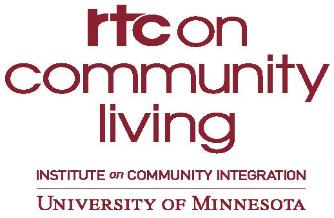 rtc on
community
living
INSTITUTE on COMMUNITY INTEGRATION
UNIVERSITY OF MINNESOTA